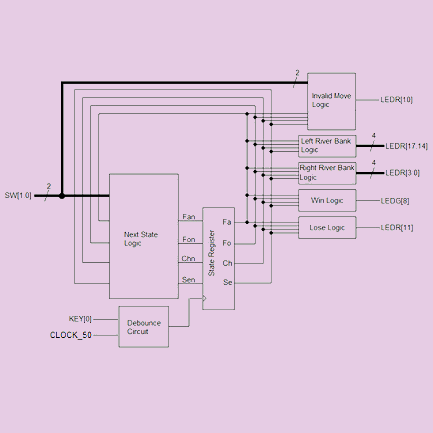 2
Invalid Move
Logic
LEDR[10]
Left River Bank
Logic
4
LEDR[17..14]
Right River Bank
Logic
4
LEDR[3..0]
SW[1..0]
2
Next State
Logic
Fan
Fon
Chn
Sen
State Register
Fa
Fo
Ch
Se
Win Logic
LEDG[8]
Lose Logic
LEDR[11]
KEY[0]
CLOCK_50
Debounce
Circuit